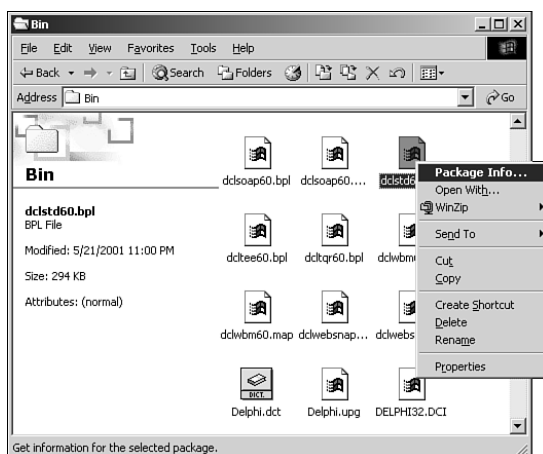 Bin
File Edit View Favorites Tools Help
Back Search Folders
Address Bin Go
Bin
dclstd60.bpl
BPL File
Modified: 5/21/2001 11:00 PM
Size: 294 KB
Attributes: (normal)
dclsoap60.bpl dclsoap60.... dclstd6
dcltee60.bpl dcltqr60.bpl dclwbm
dclwbm60.map dclwebsnap... dclwebs
DICT.
Delphi.dct Delphi.upg DELPHI32.DCI
Package Info...
Open With...
WinZip
Send To
Cut
Copy
Create Shortcut
Delete
Rename
Properties
Get information for the selected package.